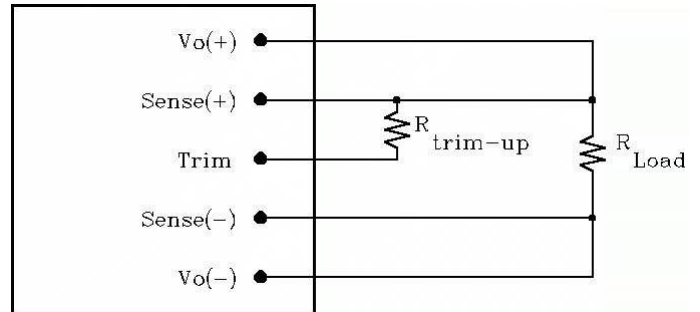 Vo(+)
Sense(+)
R
trim-up
Trim
R
Load
Sense(-)
Vo(-)